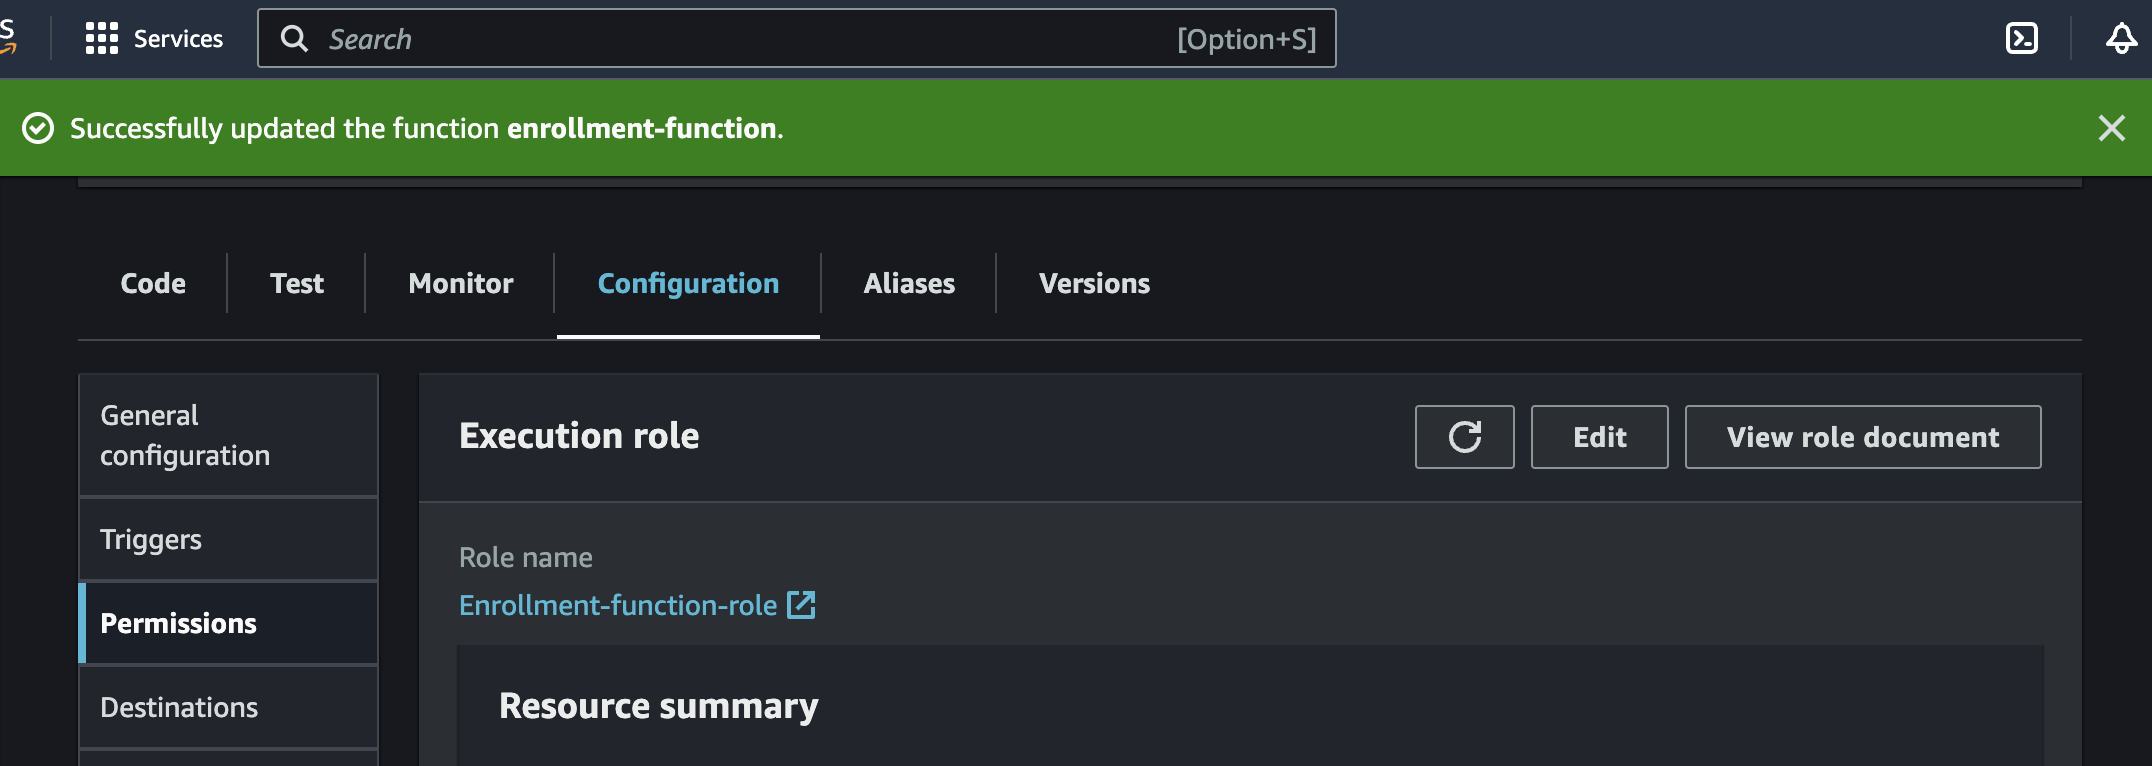 Services
Search [Option+S]
Successfully updated the function enrollment-function.
Code Test Monitor Configuration Aliases Versions
General
configuration
Triggers
Permissions
Destinations
Execution role
Edit
View role document
Role name
Enrollment-function-role
Resource summary